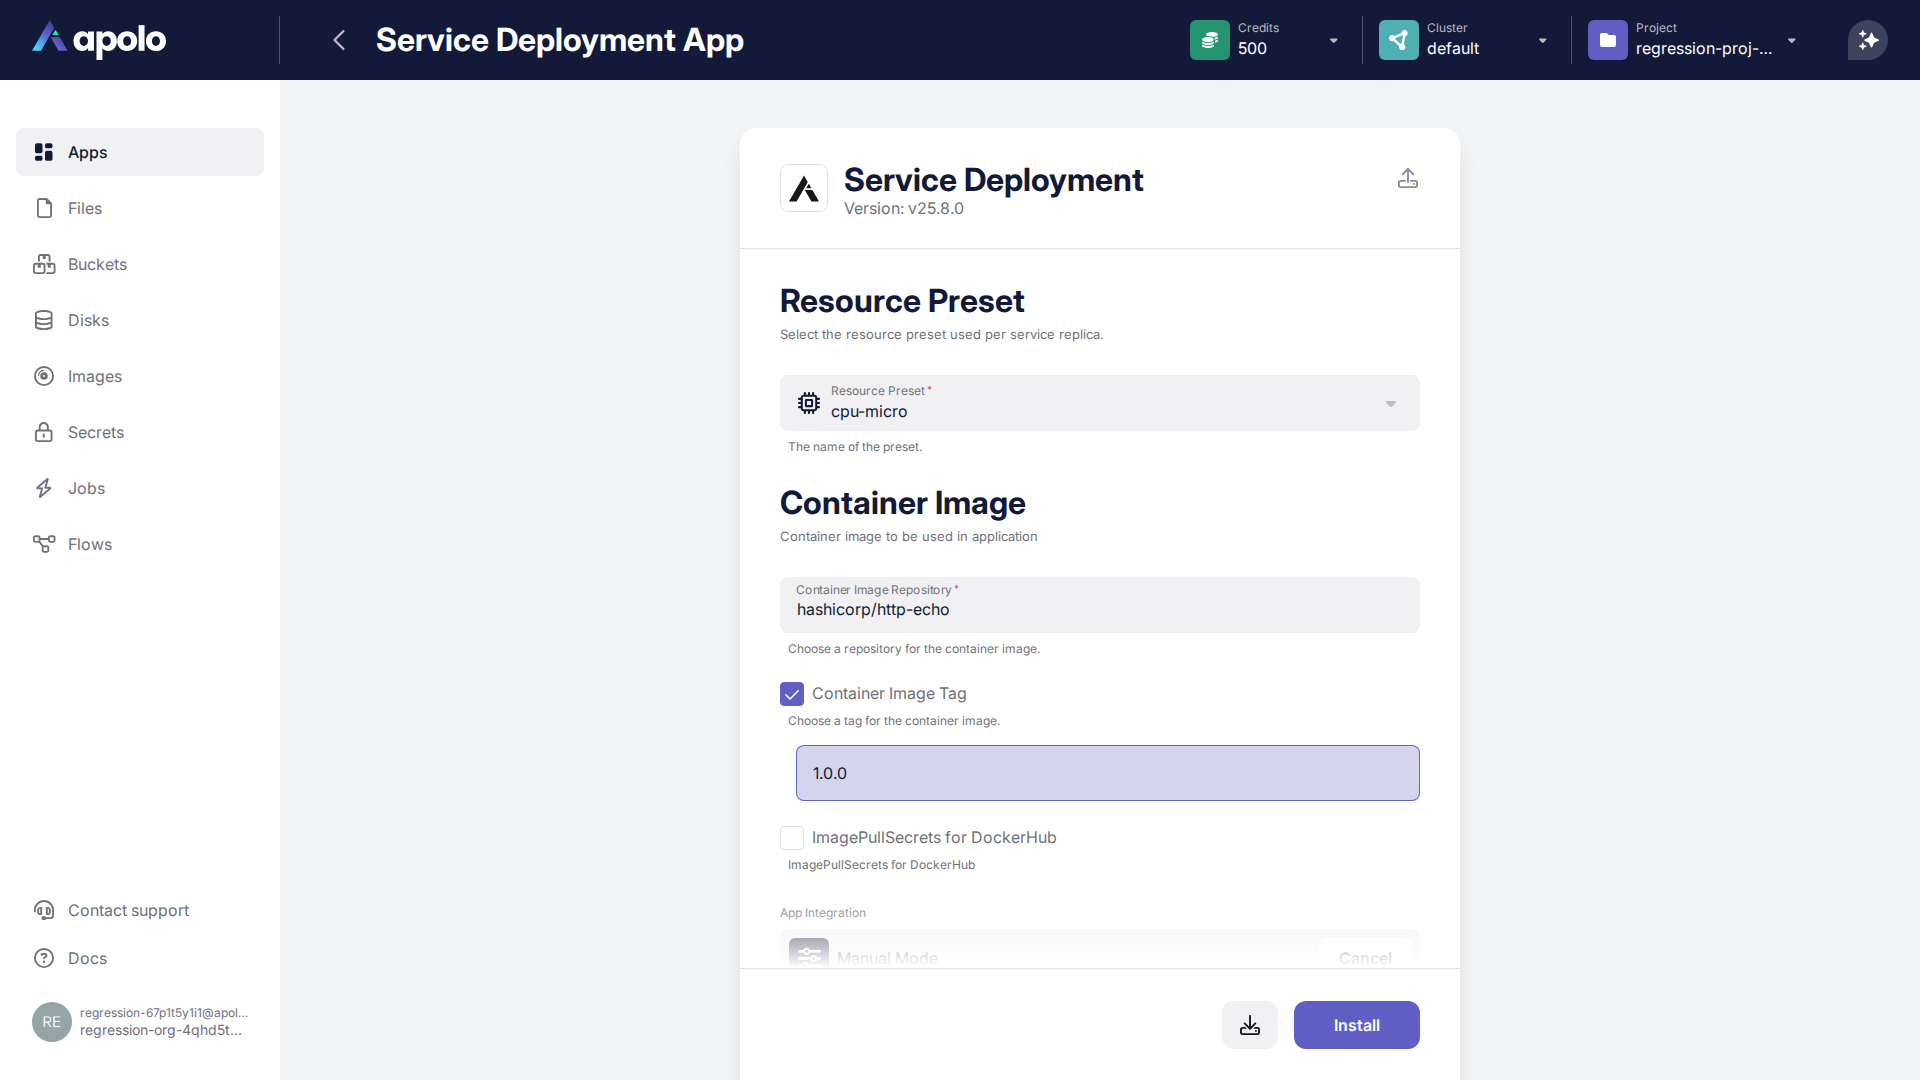 apolo
Service Deployment App
Credits
500
Cluster
default
Project
regression-proj-...
Apps
Files
Buckets
Disks
Images
Secrets
Jobs
Flows
Contact support
Docs
RE
regression-67p1t5y1i1@apol...
regression-org-4qhd5t...
Service Deployment
Version: v25.8.0
Resource Preset
Select the resource preset used per service replica.
Resource Preset *
cpu-micro
The name of the preset.
Container Image
Container image to be used in application
Container Image Repository *
hashicorp/http-echo
Choose a repository for the container image.
Container Image Tag
Choose a tag for the container image.
1.0.0
ImagePullSecrets for DockerHub
ImagePullSecrets for DockerHub
App Integration
Manual Mode
Cancel
Install